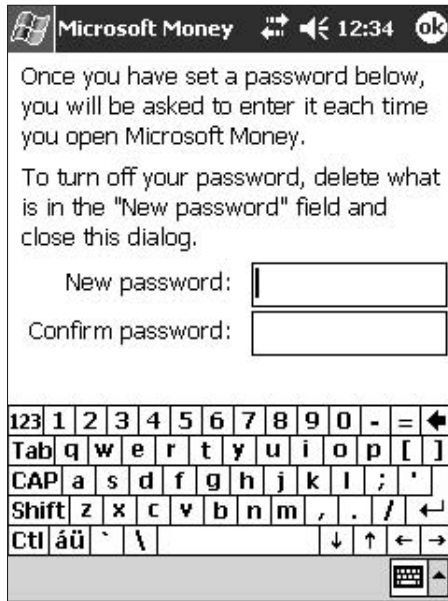 Microsoft Money 12:34 ok
Once you have set a password below,
you will be asked to enter it each time
you open Microsoft Money.
To turn off your password, delete what
is in the "New password" field and
close this dialog.
New password:
Confirm password:
123 1 2 3 4 5 6 7 8 9 0 - = 
Tab q w e r t y u i o p [ ]
CAP a s d f g h j k l ; '
Shift z x c v b n m , . /
Ctl áü ` \